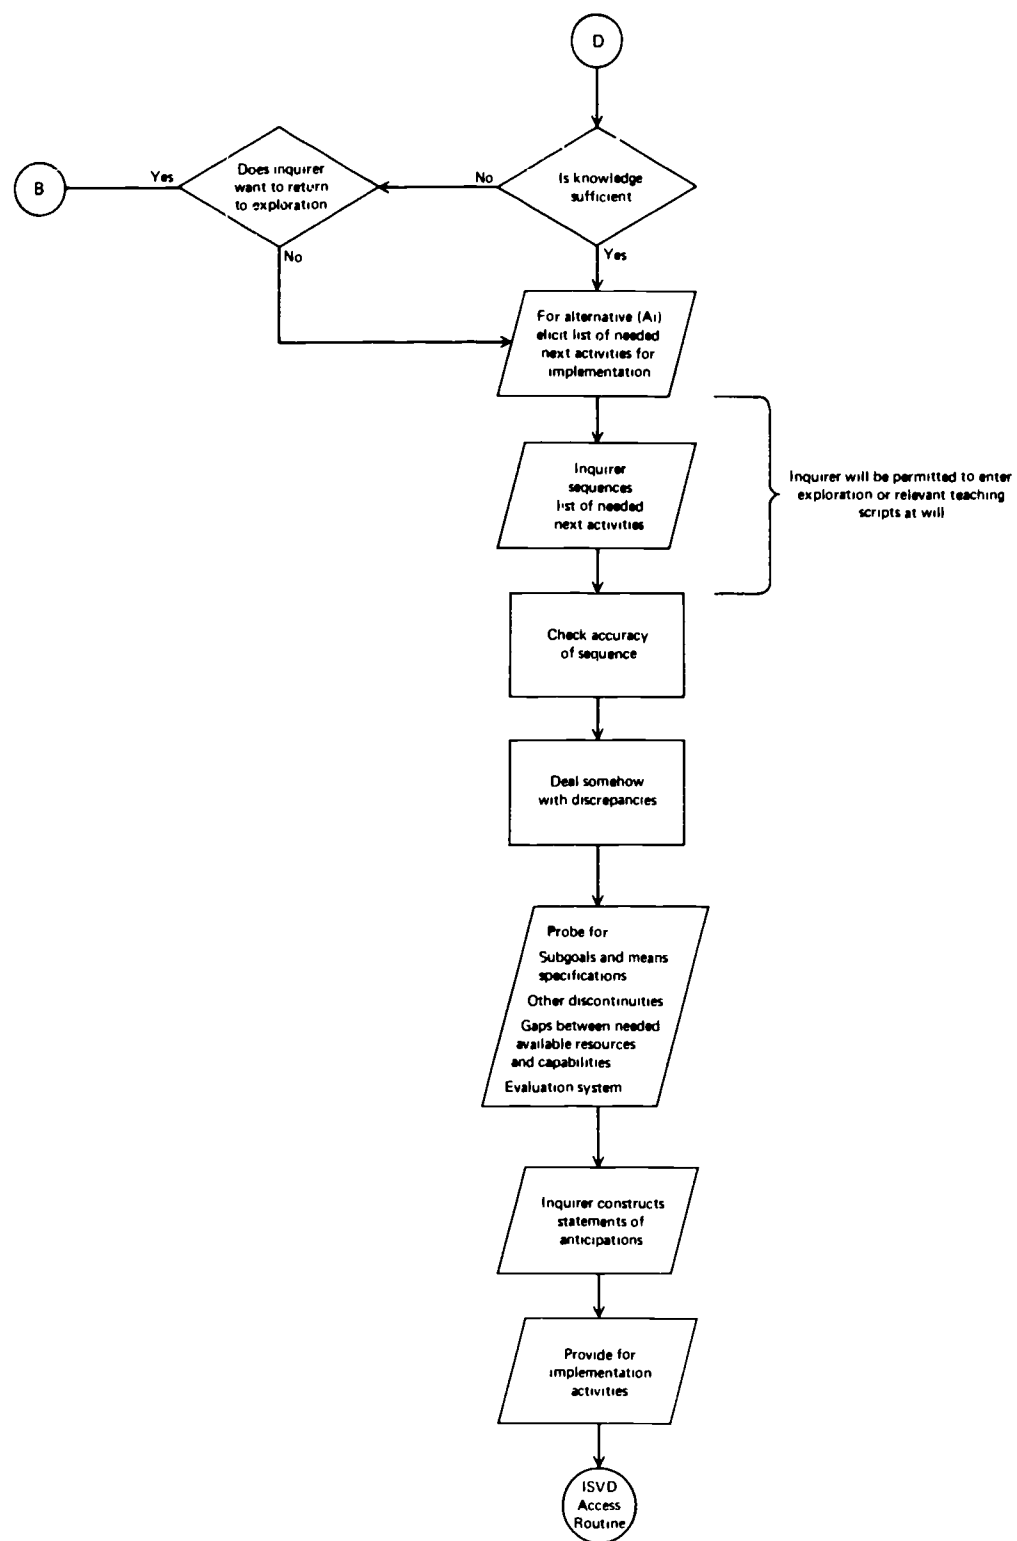 D
B
Yes
Does inquirer
want to return
to exploration
No
Is knowledge
sufficient
No
Yes
For alternative (Ai)
elicit list of needed
next activities for
implementation
Inquirer
sequences
list of needed
next activities
Inquirer will be permitted to enter
exploration or relevant teaching
scripts at will
Check accuracy
of sequence
Deal somehow
with discrepancies
Probe for
Subgoals and means
specifications
Other discontinuities
Gaps between needed
available resources
and capabilities
Evaluation system
Inquirer constructs
statements of
anticipations
Provide for
implementation
activities
ISVD
Access
Routine